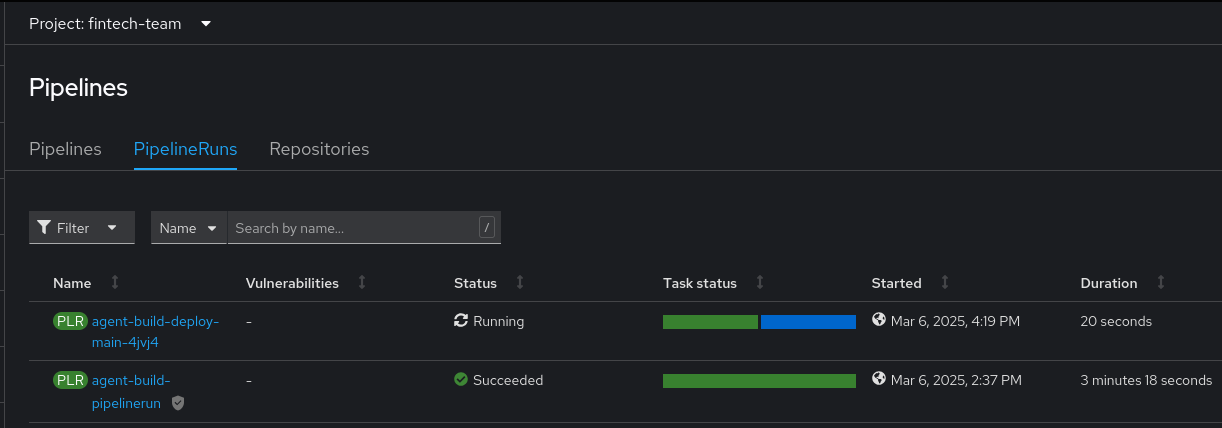 Project: fintech-team
Pipelines
Pipelines PipelineRuns Repositories
Filter Name Search by name... /
Name Vulnerabilities Status Task status Started Duration
PLR agent-build-deploy- - Running Mar 6, 2025, 4:19 PM 20 seconds
main-4jvj4
PLR agent-build- - Succeeded Mar 6, 2025, 2:37 PM 3 minutes 18 seconds
pipelinerun